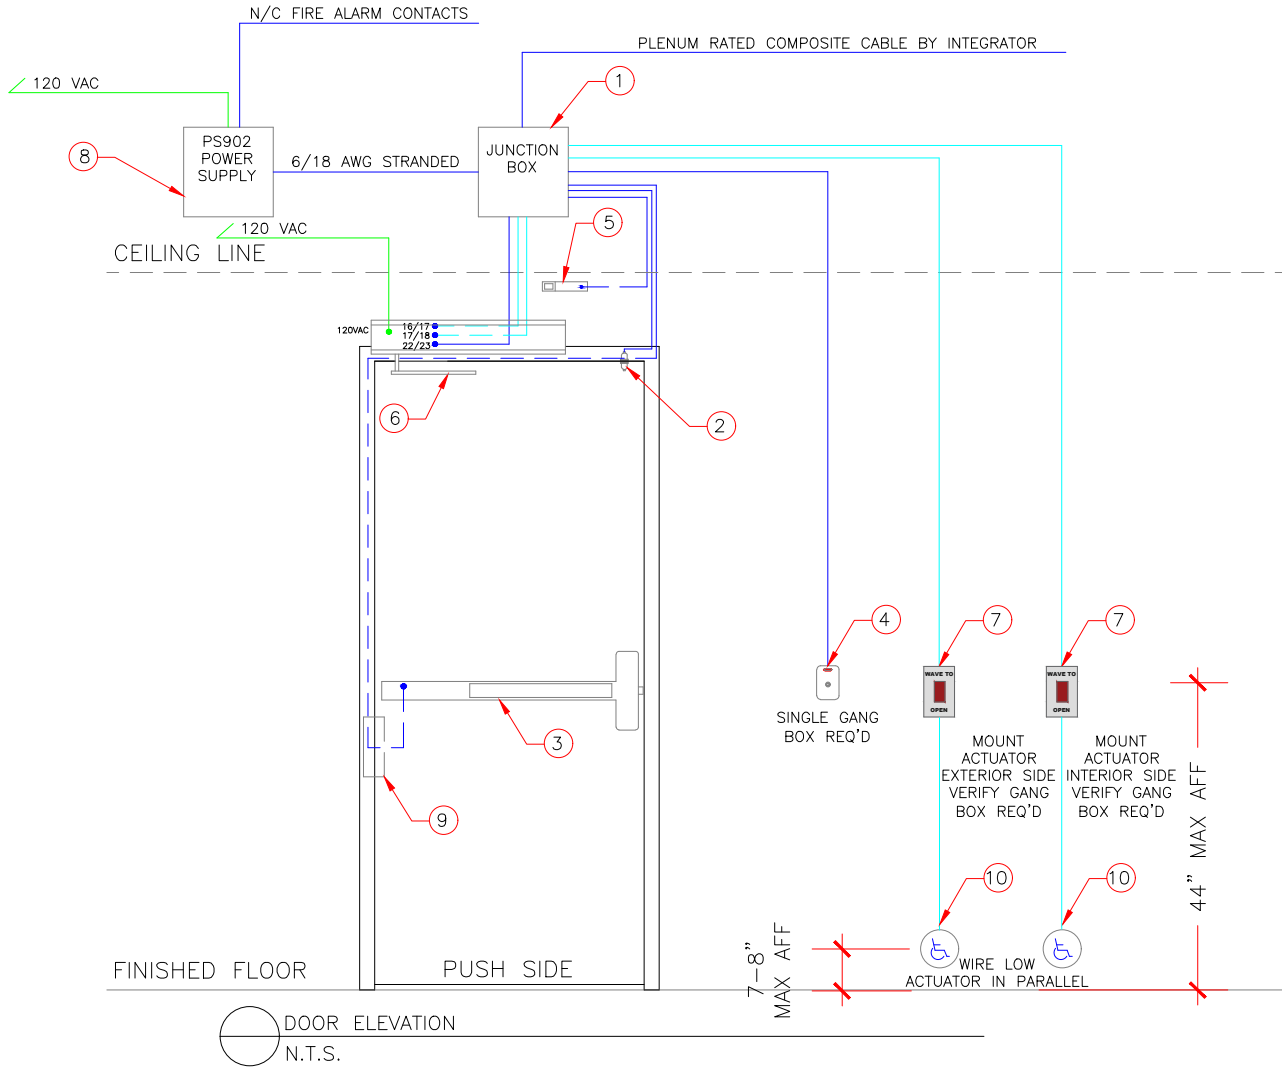 N/C FIRE ALARM CONTACTS
PLENUM RATED COMPOSITE CABLE BY INTEGRATOR
120 VAC
1
8
PS902
POWER
SUPPLY
6/18 AWG STRANDED
JUNCTION
BOX
120 VAC
5
CEILING LINE
120VAC
16/17
17/18
22/23
6
2
4
7
7
WAVE TO
OPEN
WAVE TO
OPEN
SINGLE GANG
BOX REQ'D
3
MOUNT
ACTUATOR
EXTERIOR SIDE
VERIFY GANG
BOX REQ'D
MOUNT
ACTUATOR
INTERIOR SIDE
VERIFY GANG
BOX REQ'D
9
44" MAX AFF
10
10
7-8"
MAX AFF
WIRE LOW
ACTUATOR IN PARALLEL
FINISHED FLOOR
PUSH SIDE
DOOR ELEVATION
N.T.S.